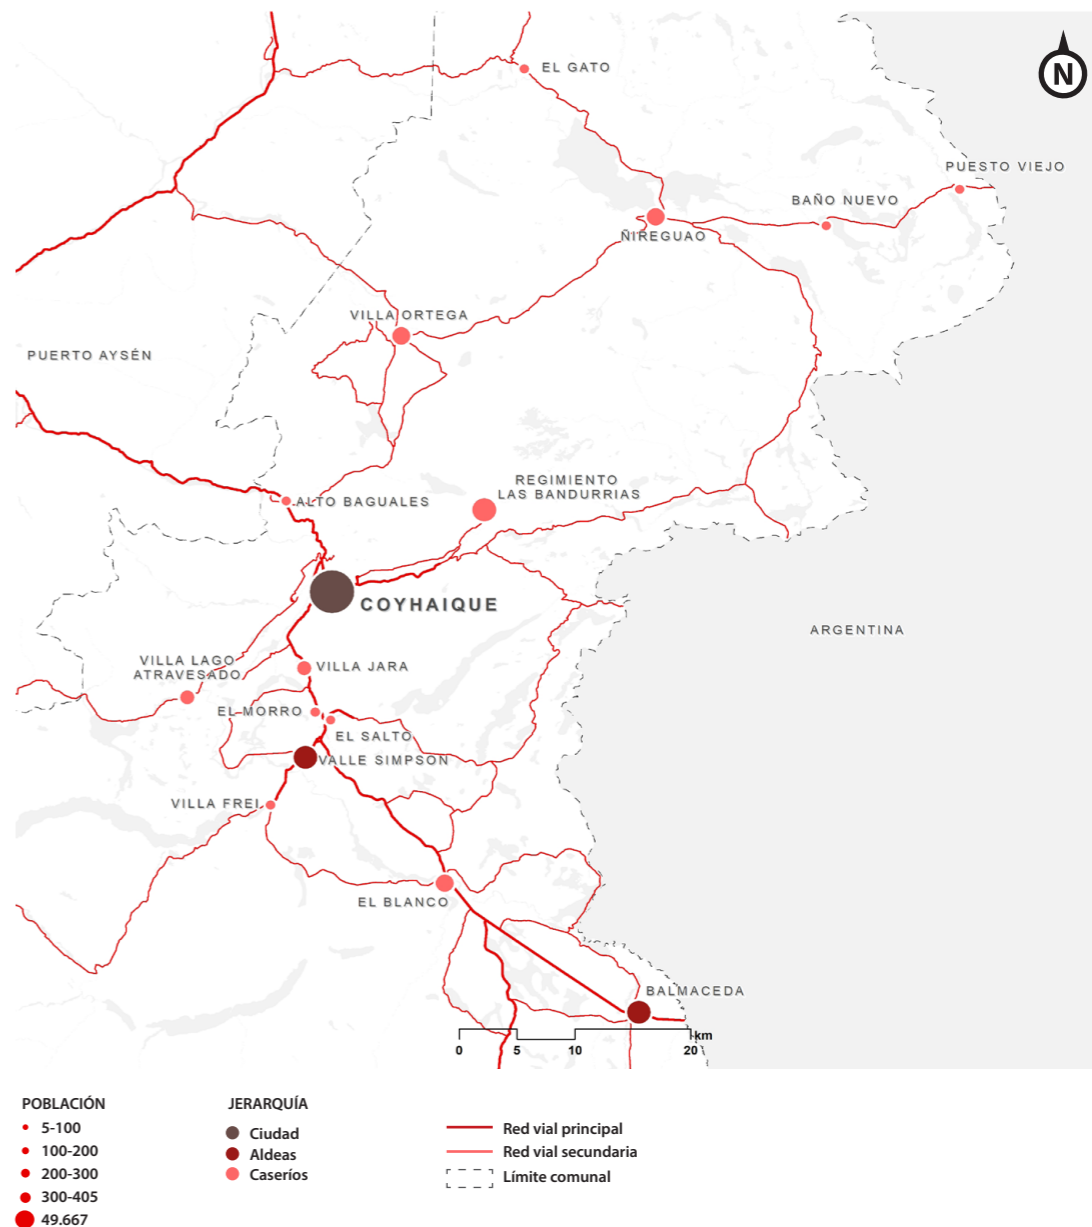 N
EL GATO
PUESTO VIEJO
BAÑO NUEVO
ÑIREGUAO
VILLA ORTEGA
PUERTO AYSÉN
REGIMIENTO
LAS BANDURRIAS
ALTO BAGUALES
COYHAIQUE
ARGENTINA
VILLA LAGO
ATRAVESADO
VILLA JARA
EL MORRO
EL SALTO
VALLE SIMPSON
VILLA FREI
EL BLANCO
BALMACEDA
km
0 5 10 20
POBLACIÓN
5-100
100-200
200-300
300-405
49.667
JERARQUÍA
Ciudad
Aldeas
Caseríos
Red vial principal
Red vial secundaria
Límite comunal